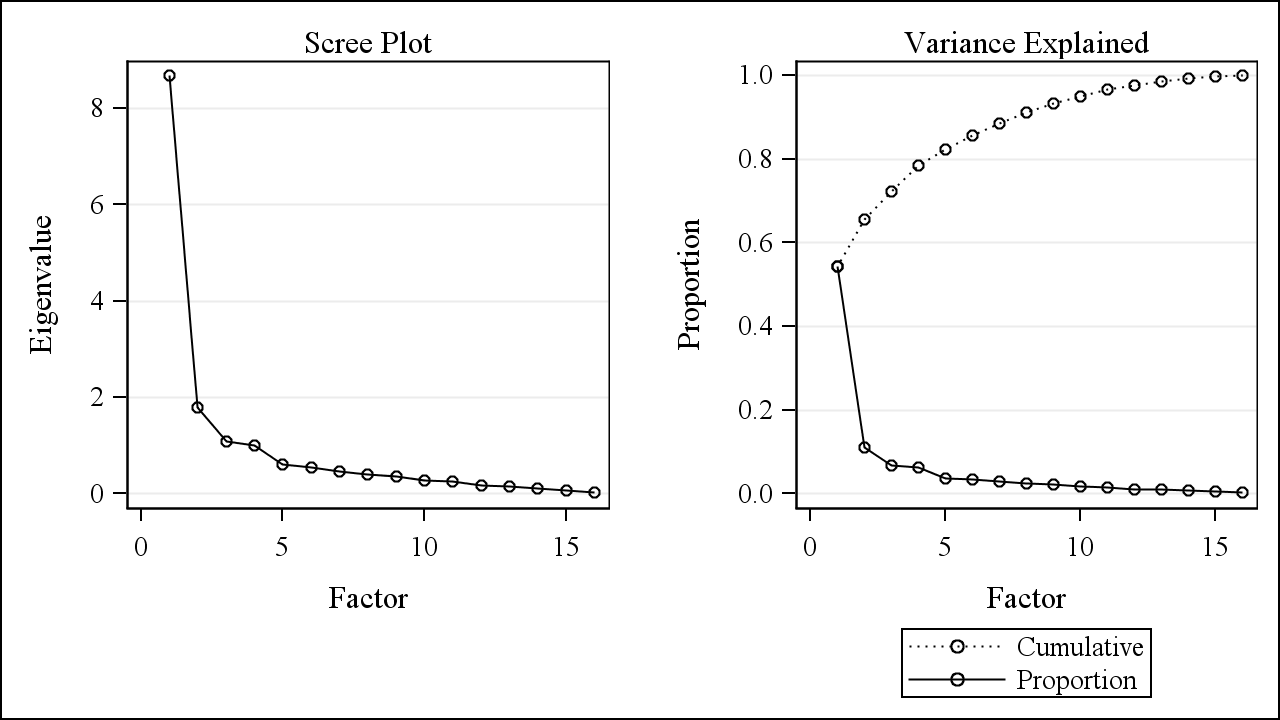 Scree Plot
Eigenvalue
8
6
4
2
0
0 5 10 15
Factor
Variance Explained
Proportion
1.0
0.8
0.6
0.4
0.2
0.0
0 5 10 15
Factor
Cumulative
Proportion